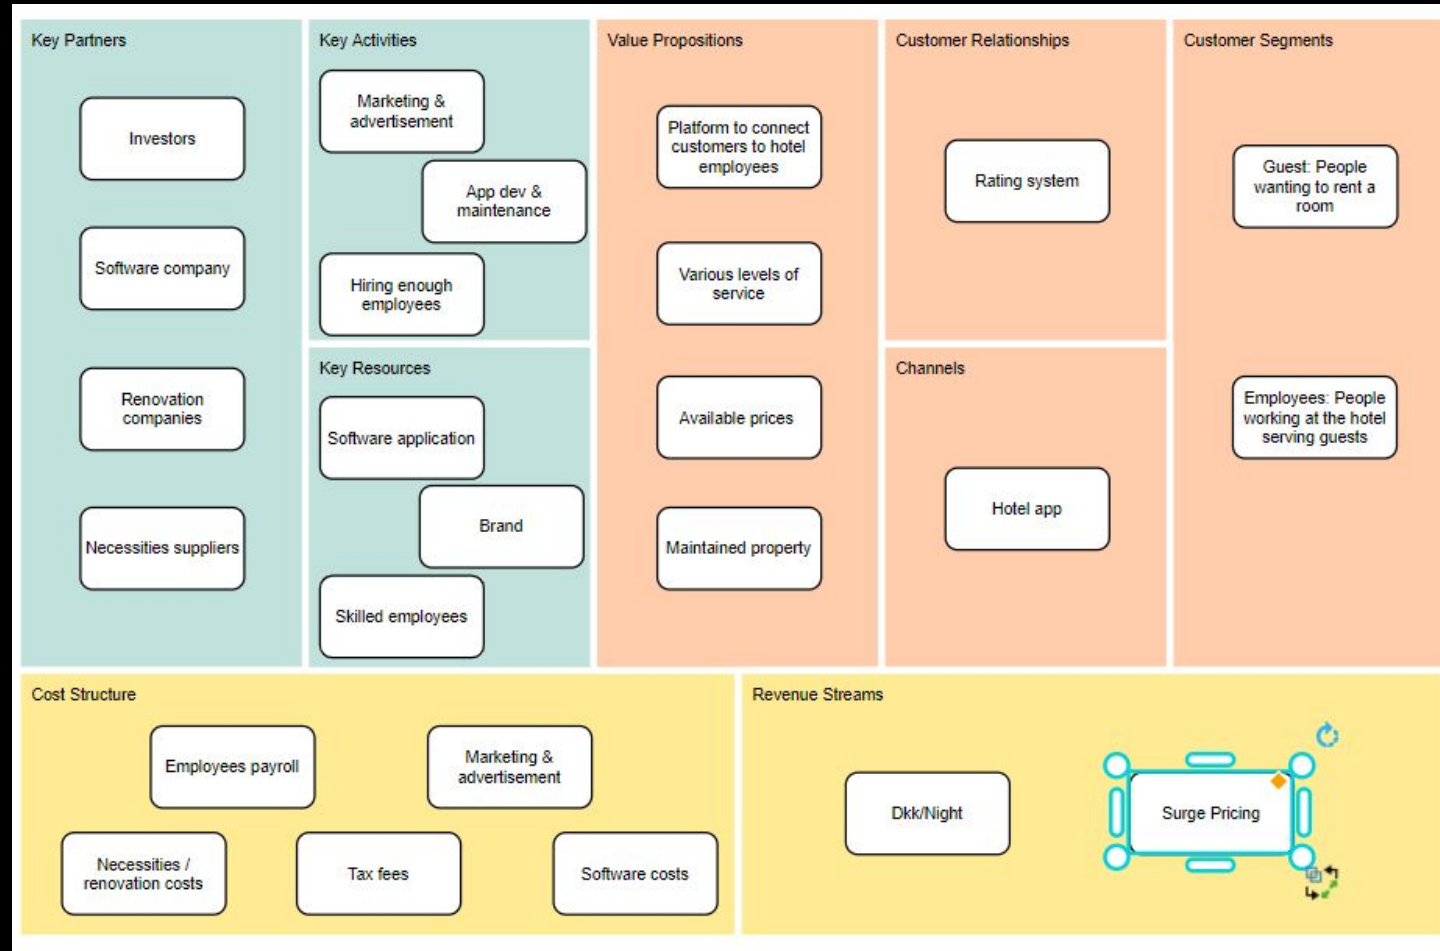 Key Partners
Investors
Software company
Renovation
companies
Necessities suppliers
Key Activities
Marketing &
advertisement
App dev &
maintenance
Hiring enough
employees
Key Resources
Software application
Brand
Skilled employees
Value Propositions
Platform to connect
customers to hotel
employees
Various levels of
service
Available prices
Maintained property
Customer Relationships
Rating system
Channels
Hotel app
Customer Segments
Guest: People
wanting to rent a
room
Employees: People
working at the hotel
serving guests
Cost Structure
Employees payroll
Marketing &
advertisement
Necessities /
renovation costs
Tax fees
Software costs
Revenue Streams
Dkk/Night
Surge Pricing